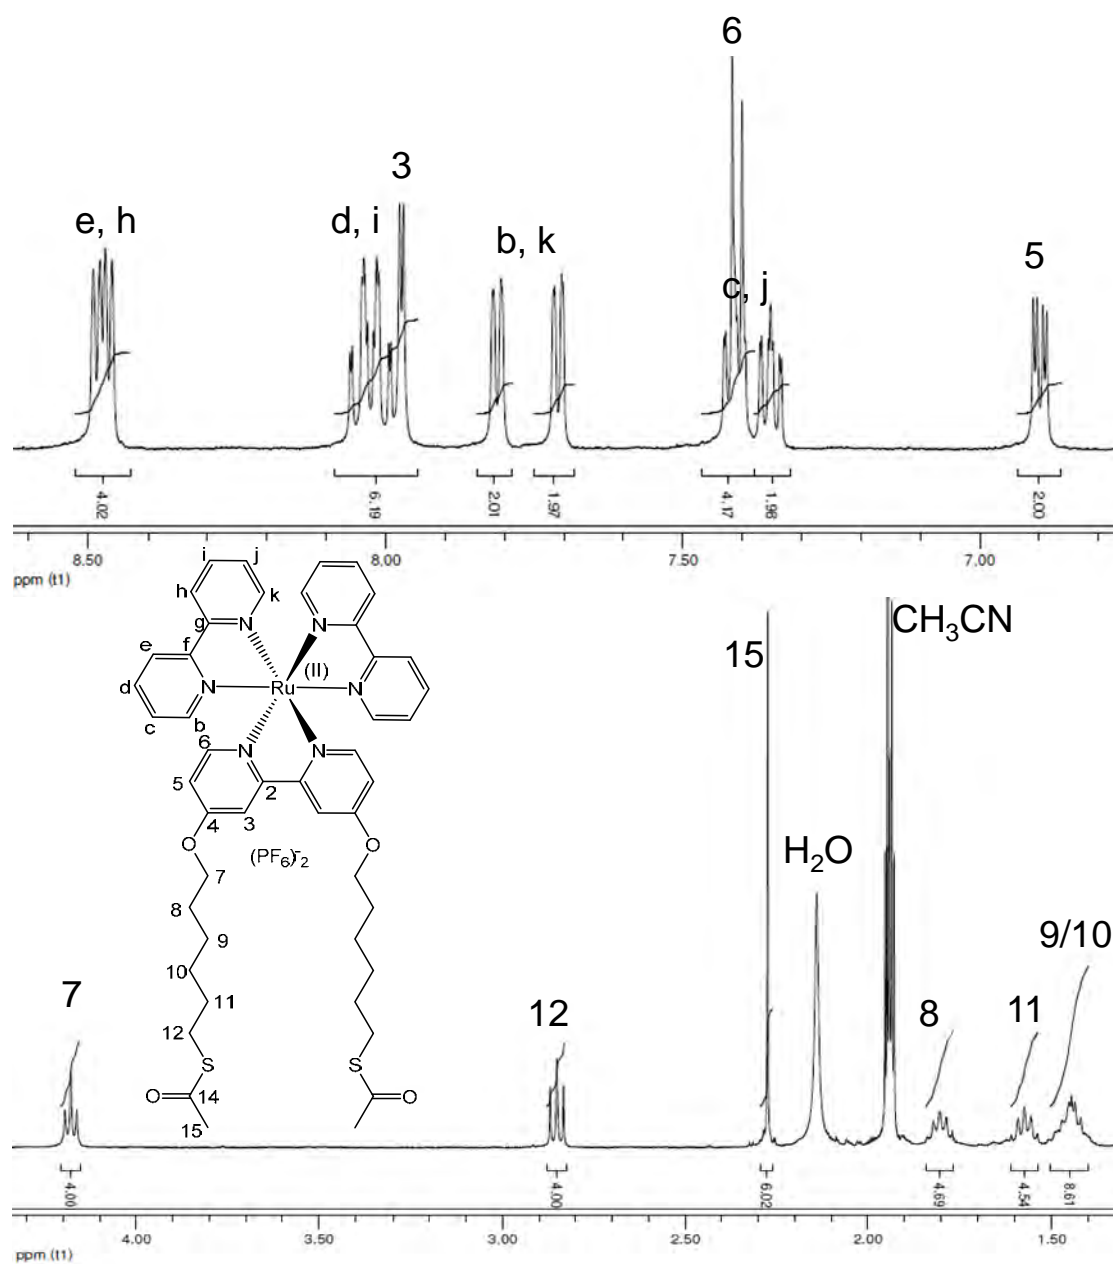 6
3
e, h
d, i
b, k
c, j
5
4.02
6.19
2.01
1.97
4.17
1.98
2.00
8.50
8.00
7.50
7.00
ppm (t1)
i
j
h
k
g
N
N
e
f
d
N
Ru
(II)
N
c
b
6
N
N
5
2
4
3
O
(PF6)-2
O
7
8
9
10
11
12
S
S
O
14
O
15
7
12
15
H2O
CH3CN
8
11
9/10
4.00
4.00
6.02
4.69
4.54
8.61
4.00
3.50
3.00
2.50
2.00
1.50
ppm (t1)